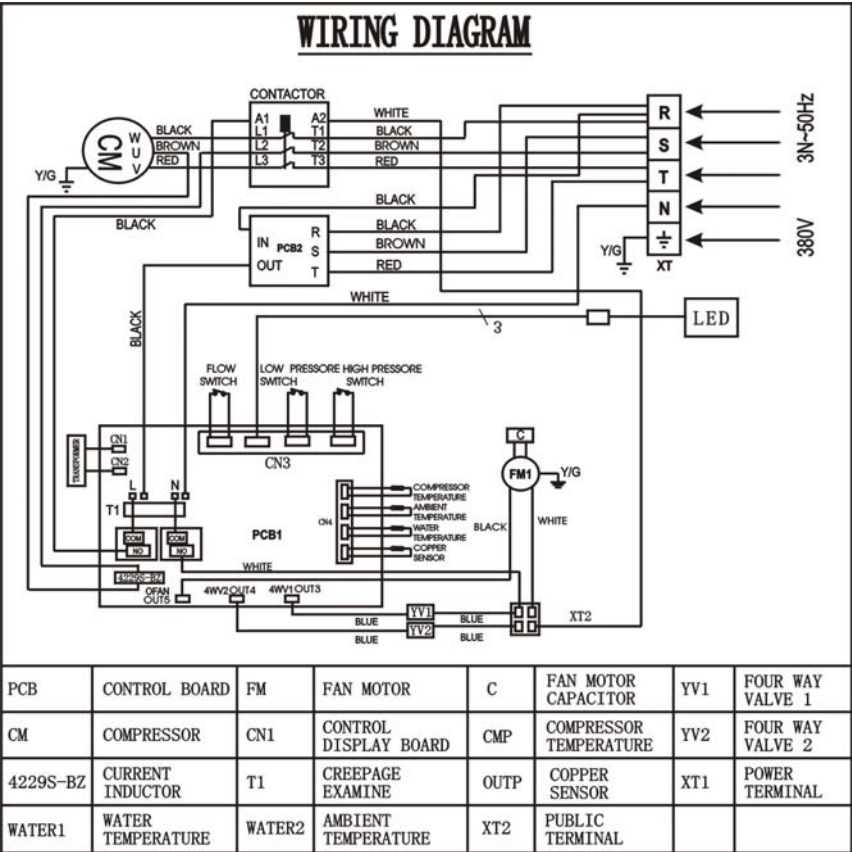 WIRING DIAGRAM
CONTACTOR
A1 A2 WHITE
L1 T1 BLACK
L2 T2 BROWN
L3 T3 RED
CM
W
U
V
BLACK
BROWN
RED
Y/G
BLACK
R
S
T
N
XT
Y/G
3N~50Hz
380V
BLACK
IN PCB2 R BLACK
S BROWN
OUT T RED
WHITE
BLACK
3
LED
FLOW
SWITCH
LOW PRESSORE
SWITCH
HIGH PRESSURE
SWITCH
CN3
TRANSFORMER
CN1
CN2
L N
T1
COM
NO
COM
NO
PCB1
CN4
COMPRESSOR
TEMPERATURE
AMBIENT
TEMPERATURE
WATER
TEMPERATURE
COPPER
SENSOR
C
FM1
Y/G
BLACK
WHITE
WHITE
4229S-BZ
OFAN
OUT5
4WV2 OUT4
4WV1 OUT3
BLUE YV1 BLUE
BLUE YV2 BLUE
XT2
PCB CONTROL BOARD FM FAN MOTOR C FAN MOTOR CAPACITOR YV1 FOUR WAY VALVE 1
CM COMPRESSOR CN1 CONTROL DISPLAY BOARD CMP COMPRESSOR TEMPERATURE YV2 FOUR WAY VALVE 2
4229S-BZ CURRENT INDUCTOR T1 CREEPAGE EXAMINE OUTP COPPER SENSOR XT1 POWER TERMINAL
WATER1 WATER TEMPERATURE WATER2 AMBIENT TEMPERATURE XT2 PUBLIC TERMINAL